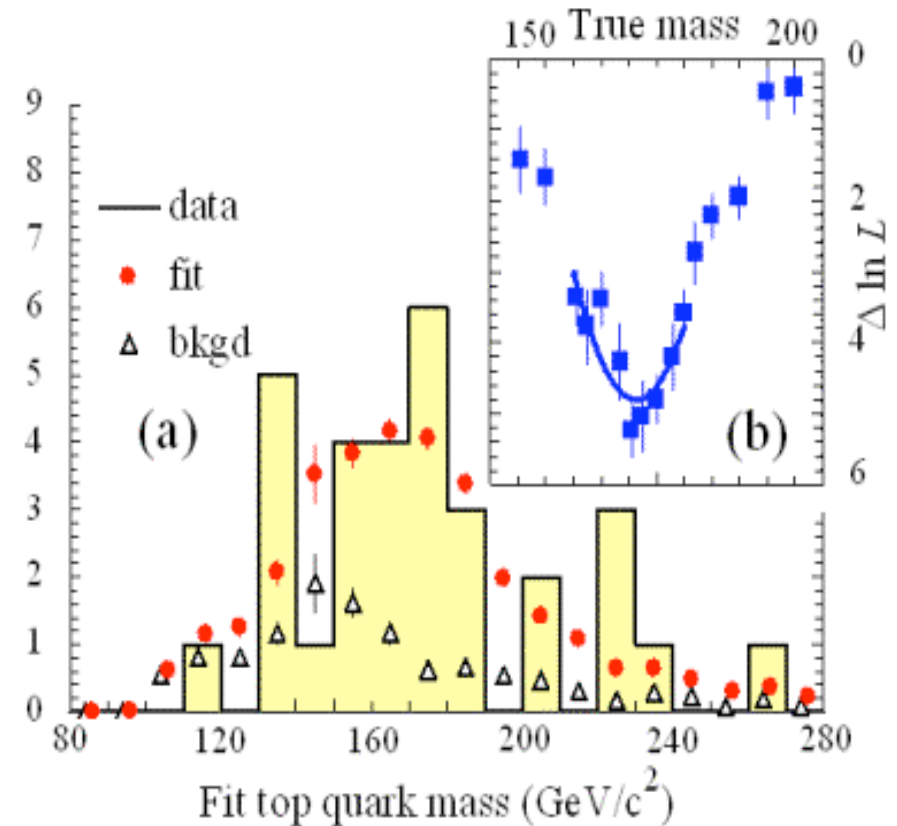 150 True mass 200
0
2
4
6
Δ ln L
9
8
7
6
5
4
3
2
1
0
data
fit
bkgd
(a)
(b)
80 120 160 200 240 280
Fit top quark mass (GeV/c²)